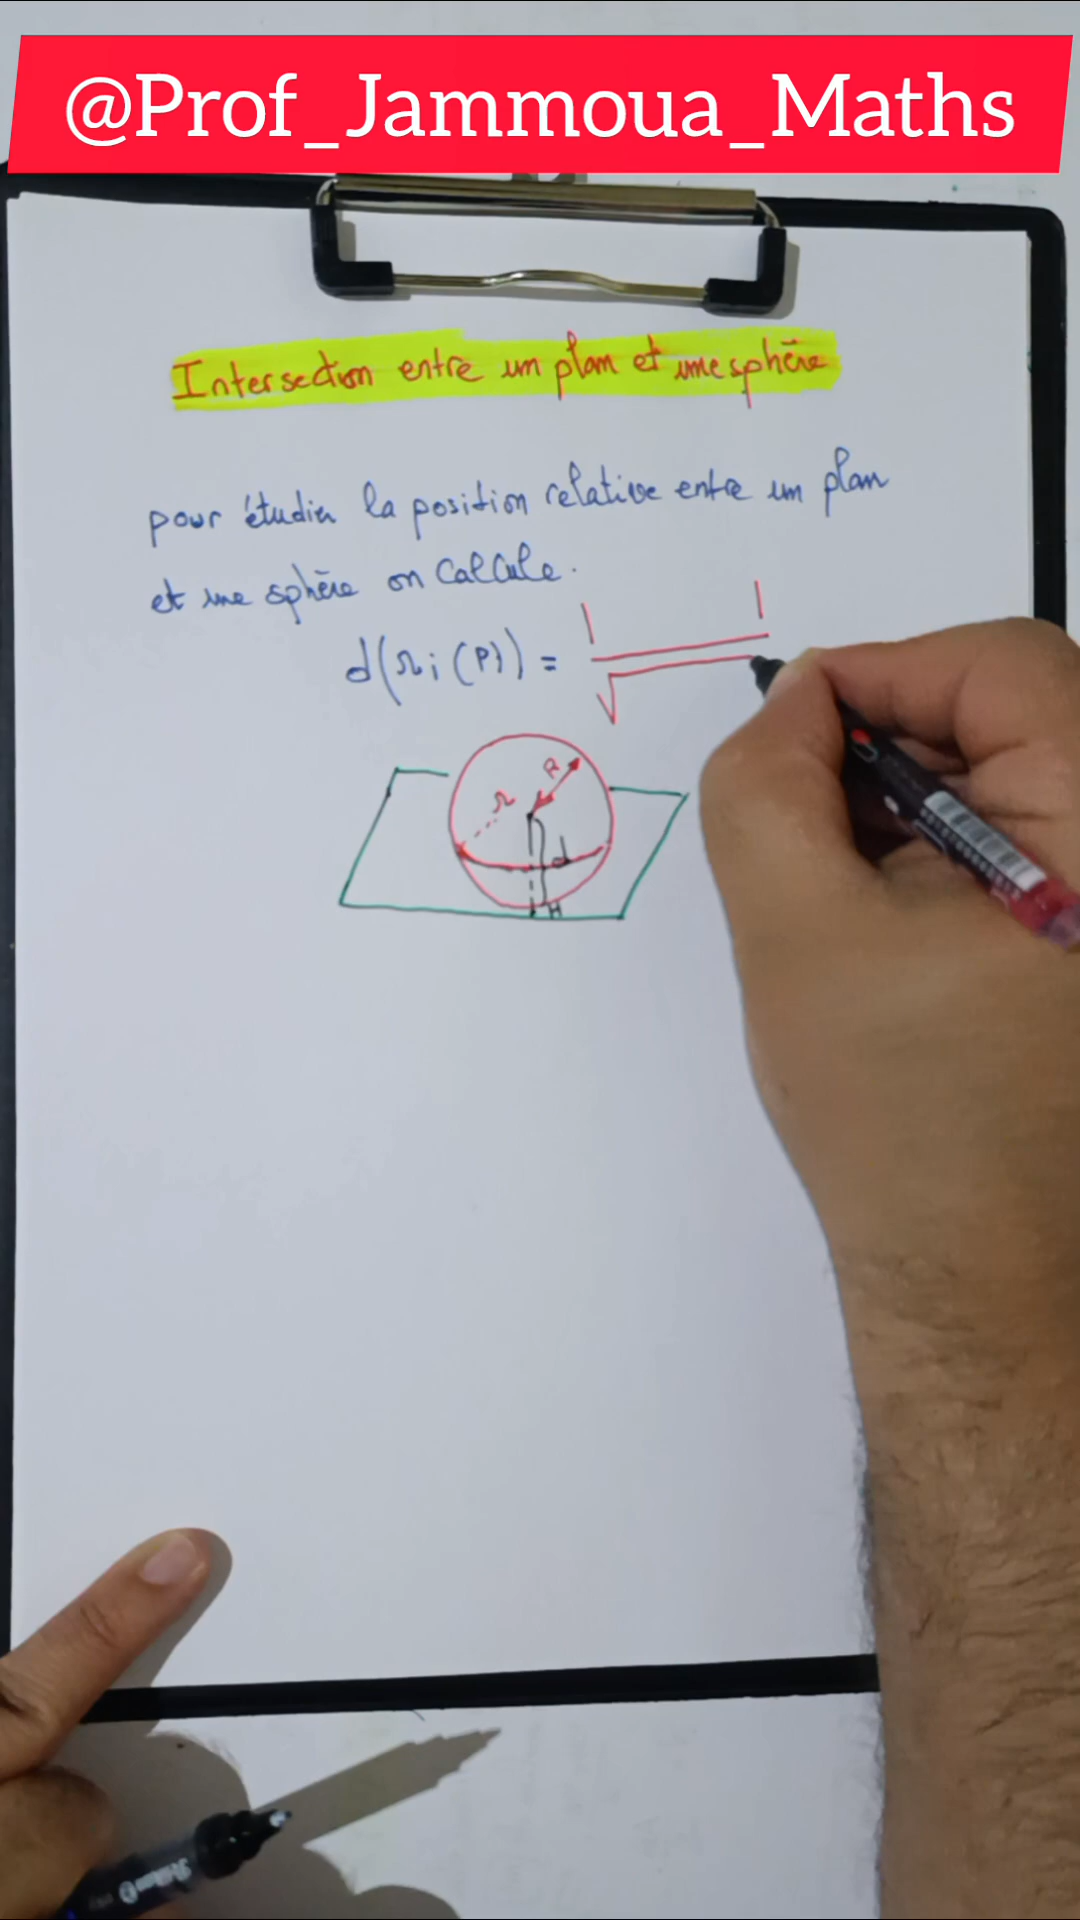 @Prof_Jammoua_Maths
Intersection entre un plan et une sphère
pour étudier la position relative entre un plan
et une sphère on calcule.
d(Ω; (P)) = | | / √
R
Ω
d
H